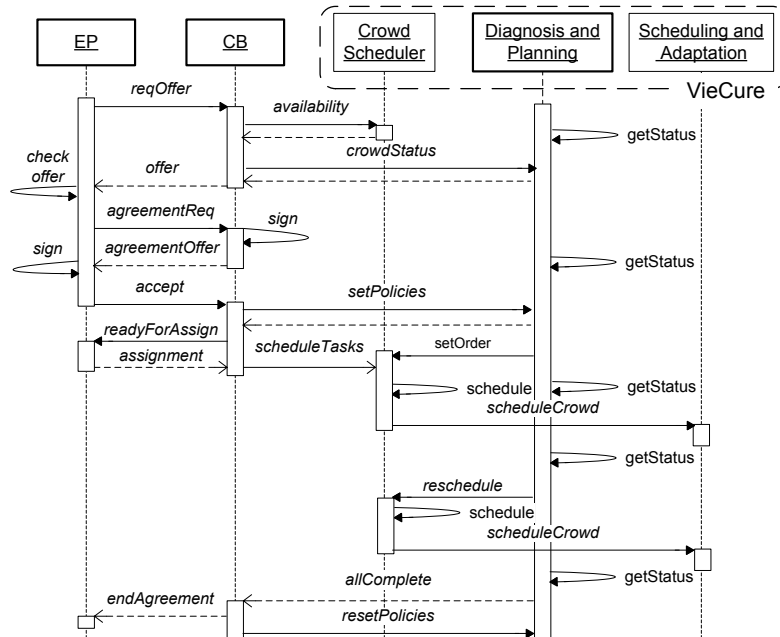 EP
CB
Crowd
Scheduler
Diagnosis and
Planning
Scheduling and
Adaptation
VieCure
reqOffer
availability
getStatus
crowdStatus
check
offer
offer
agreementReq
sign
agreementOffer
sign
getStatus
accept
setPolicies
readyForAssign
setOrder
assignment
scheduleTasks
schedule
getStatus
scheduleCrowd
getStatus
reschedule
schedule
scheduleCrowd
getStatus
allComplete
endAgreement
resetPolicies